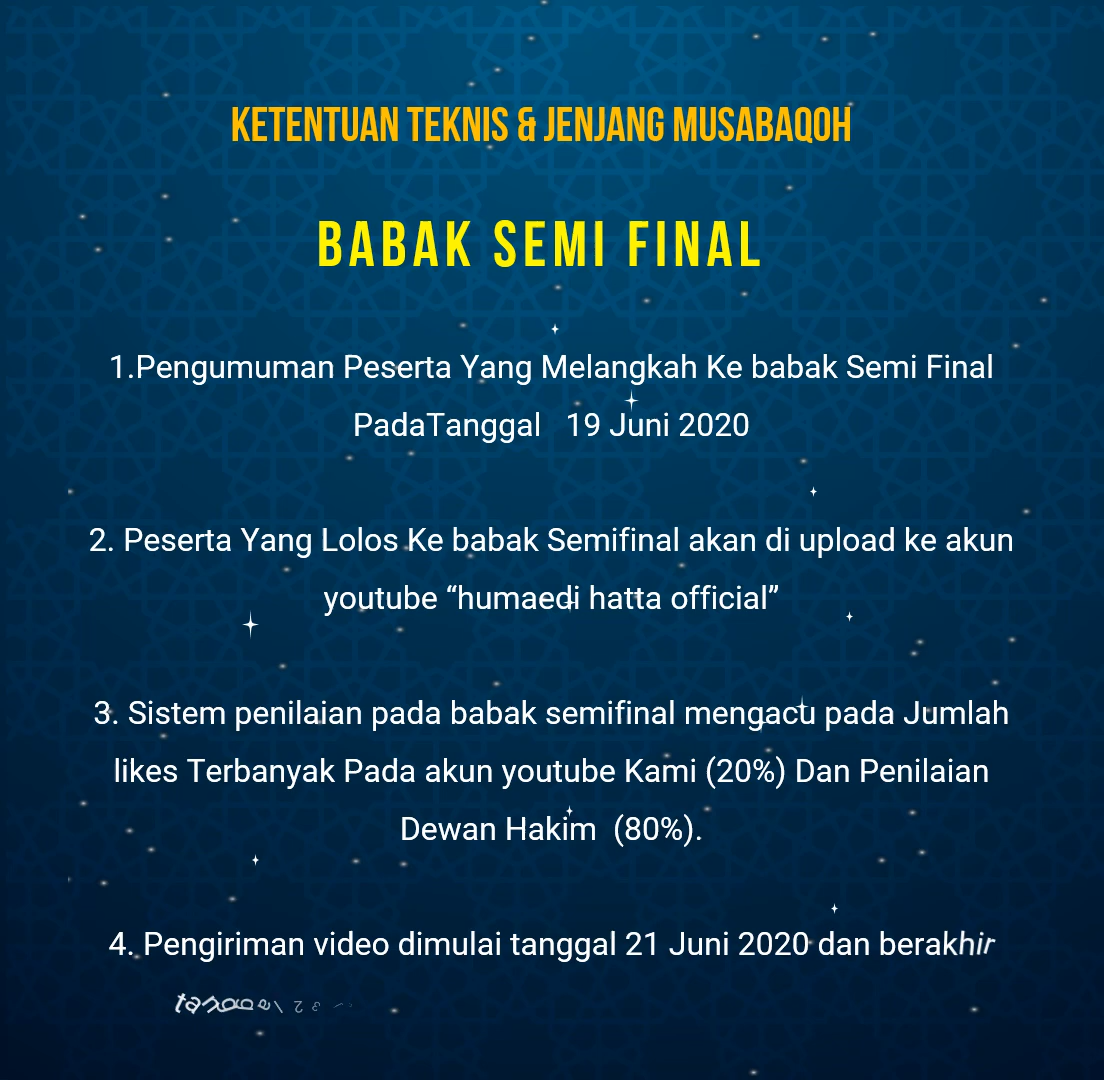 KETENTUAN TEKNIS & JENJANG MUSABAQOH
BABAK SEMI FINAL
1.Pengumuman Peserta Yang Melangkah Ke babak Semi Final
PadaTanggal 19 Juni 2020
2. Peserta Yang Lolos Ke babak Semifinal akan di upload ke akun
youtube “humaedi hatta official”
3. Sistem penilaian pada babak semifinal mengacu pada Jumlah
likes Terbanyak Pada akun youtube Kami (20%) Dan Penilaian
Dewan Hakim (80%).
4. Pengiriman video dimulai tanggal 21 Juni 2020 dan berakhir
tanggal